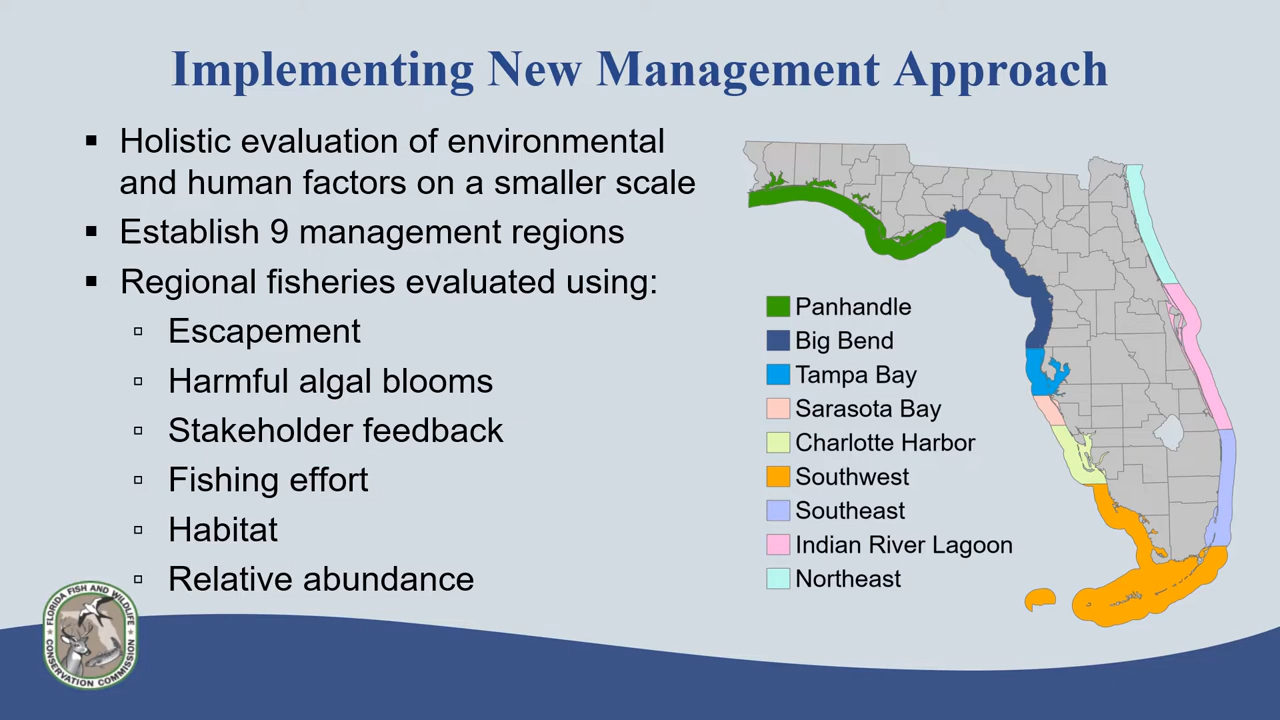 Implementing New Management Approach
▪ Holistic evaluation of environmental
and human factors on a smaller scale
▪ Establish 9 management regions
▪ Regional fisheries evaluated using:
▫ Escapement
▫ Harmful algal blooms
▫ Stakeholder feedback
▫ Fishing effort
▫ Habitat
▫ Relative abundance
Panhandle
Big Bend
Tampa Bay
Sarasota Bay
Charlotte Harbor
Southwest
Southeast
Indian River Lagoon
Northeast
FLORIDA FISH AND WILDLIFE
CONSERVATION COMMISSION